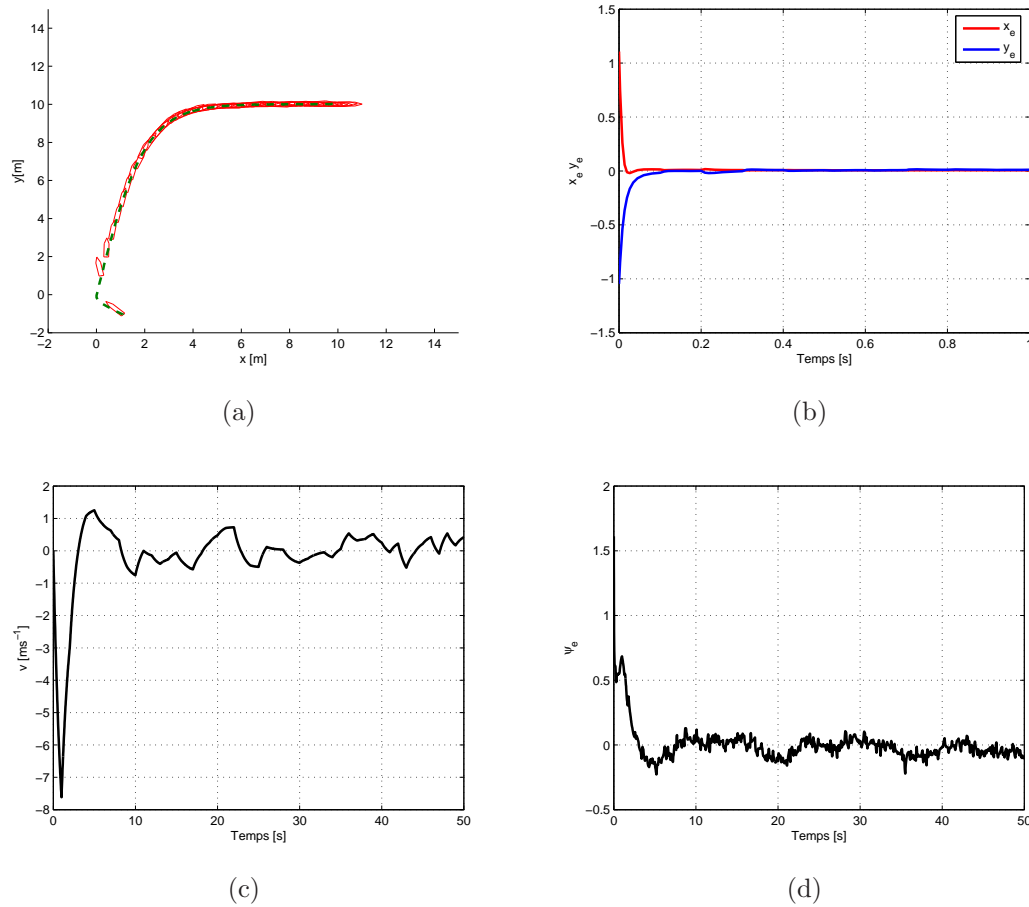 14
12
10
8
6
4
2
0
−2
−2 0 2 4 6 8 10 12 14
y[m]
x [m]
(a)
1.5
1
0.5
0
−0.5
−1
−1.5
0 0.2 0.4 0.6 0.8 1
x_e y_e
Temps [s]
x_e
y_e
(b)
2
1
0
−1
−2
−3
−4
−5
−6
−7
−8
0 10 20 30 40 50
v [ms⁻¹]
Temps [s]
(c)
2
1.5
1
0.5
0
−0.5
0 10 20 30 40 50
ψ_e
Temps [s]
(d)